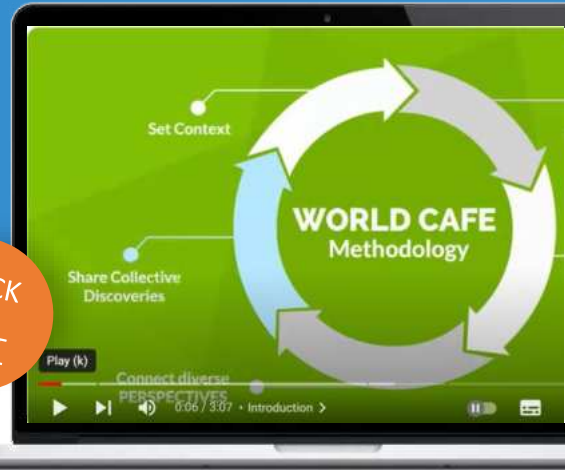 Set Context
WORLD CAFE
Methodology
Share Collective
Discoveries
Play (k)
Connect diverse
PERSPECTIVES
0:06 / 3:07 • Introduction >